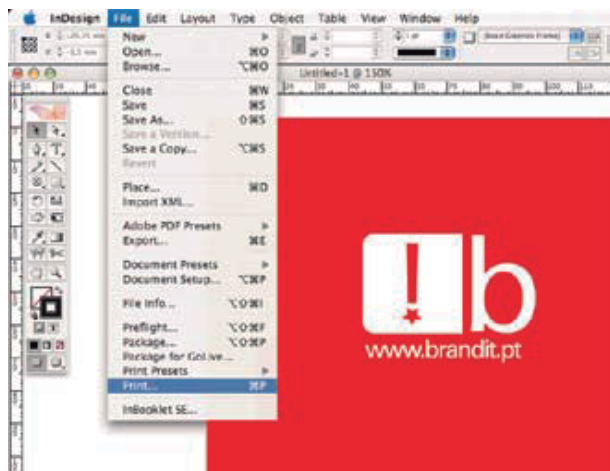 InDesign File Edit Layout Type Object Table View Window Help
New
Open... ⌘O
Browse... ⌥⌘O
Untitled-1 @ 150%
Close ⌘W
Save ⌘S
Save As... ⇧⌘S
Save a Version...
Save a Copy... ⌥⌘S
Revert
Place... ⌘D
Import XML...
Adobe PDF Presets
Export... ⌘E
Document Presets
Document Setup... ⌥⌘P
File Info... ⌥⇧⌘I
Preflight... ⌥⇧⌘F
Package... ⌥⇧⌘P
Package for GoLive...
Print Presets
Print... ⌘P
InBooklet SE...
! b
www.brandit.pt